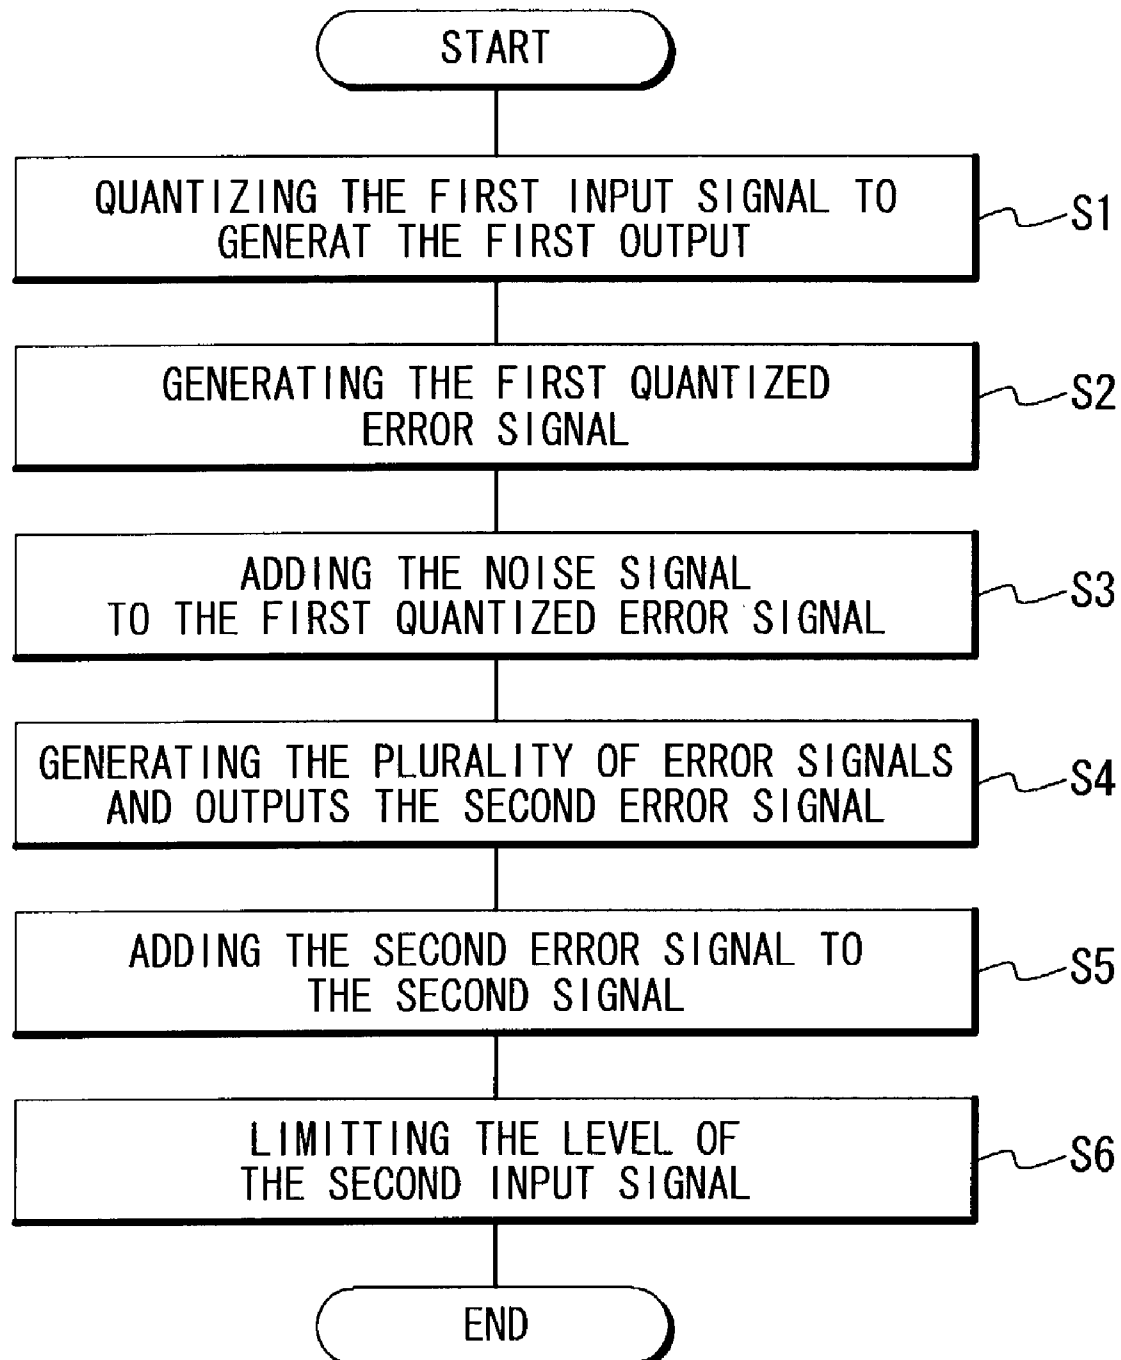 START
QUANTIZING THE FIRST INPUT SIGNAL TO
GENERAT THE FIRST OUTPUT
S1
GENERATING THE FIRST QUANTIZED
ERROR SIGNAL
S2
ADDING THE NOISE SIGNAL
TO THE FIRST QUANTIZED ERROR SIGNAL
S3
GENERATING THE PLURALITY OF ERROR SIGNALS
AND OUTPUTS THE SECOND ERROR SIGNAL
S4
ADDING THE SECOND ERROR SIGNAL TO
THE SECOND SIGNAL
S5
LIMITTING THE LEVEL OF
THE SECOND INPUT SIGNAL
S6
END